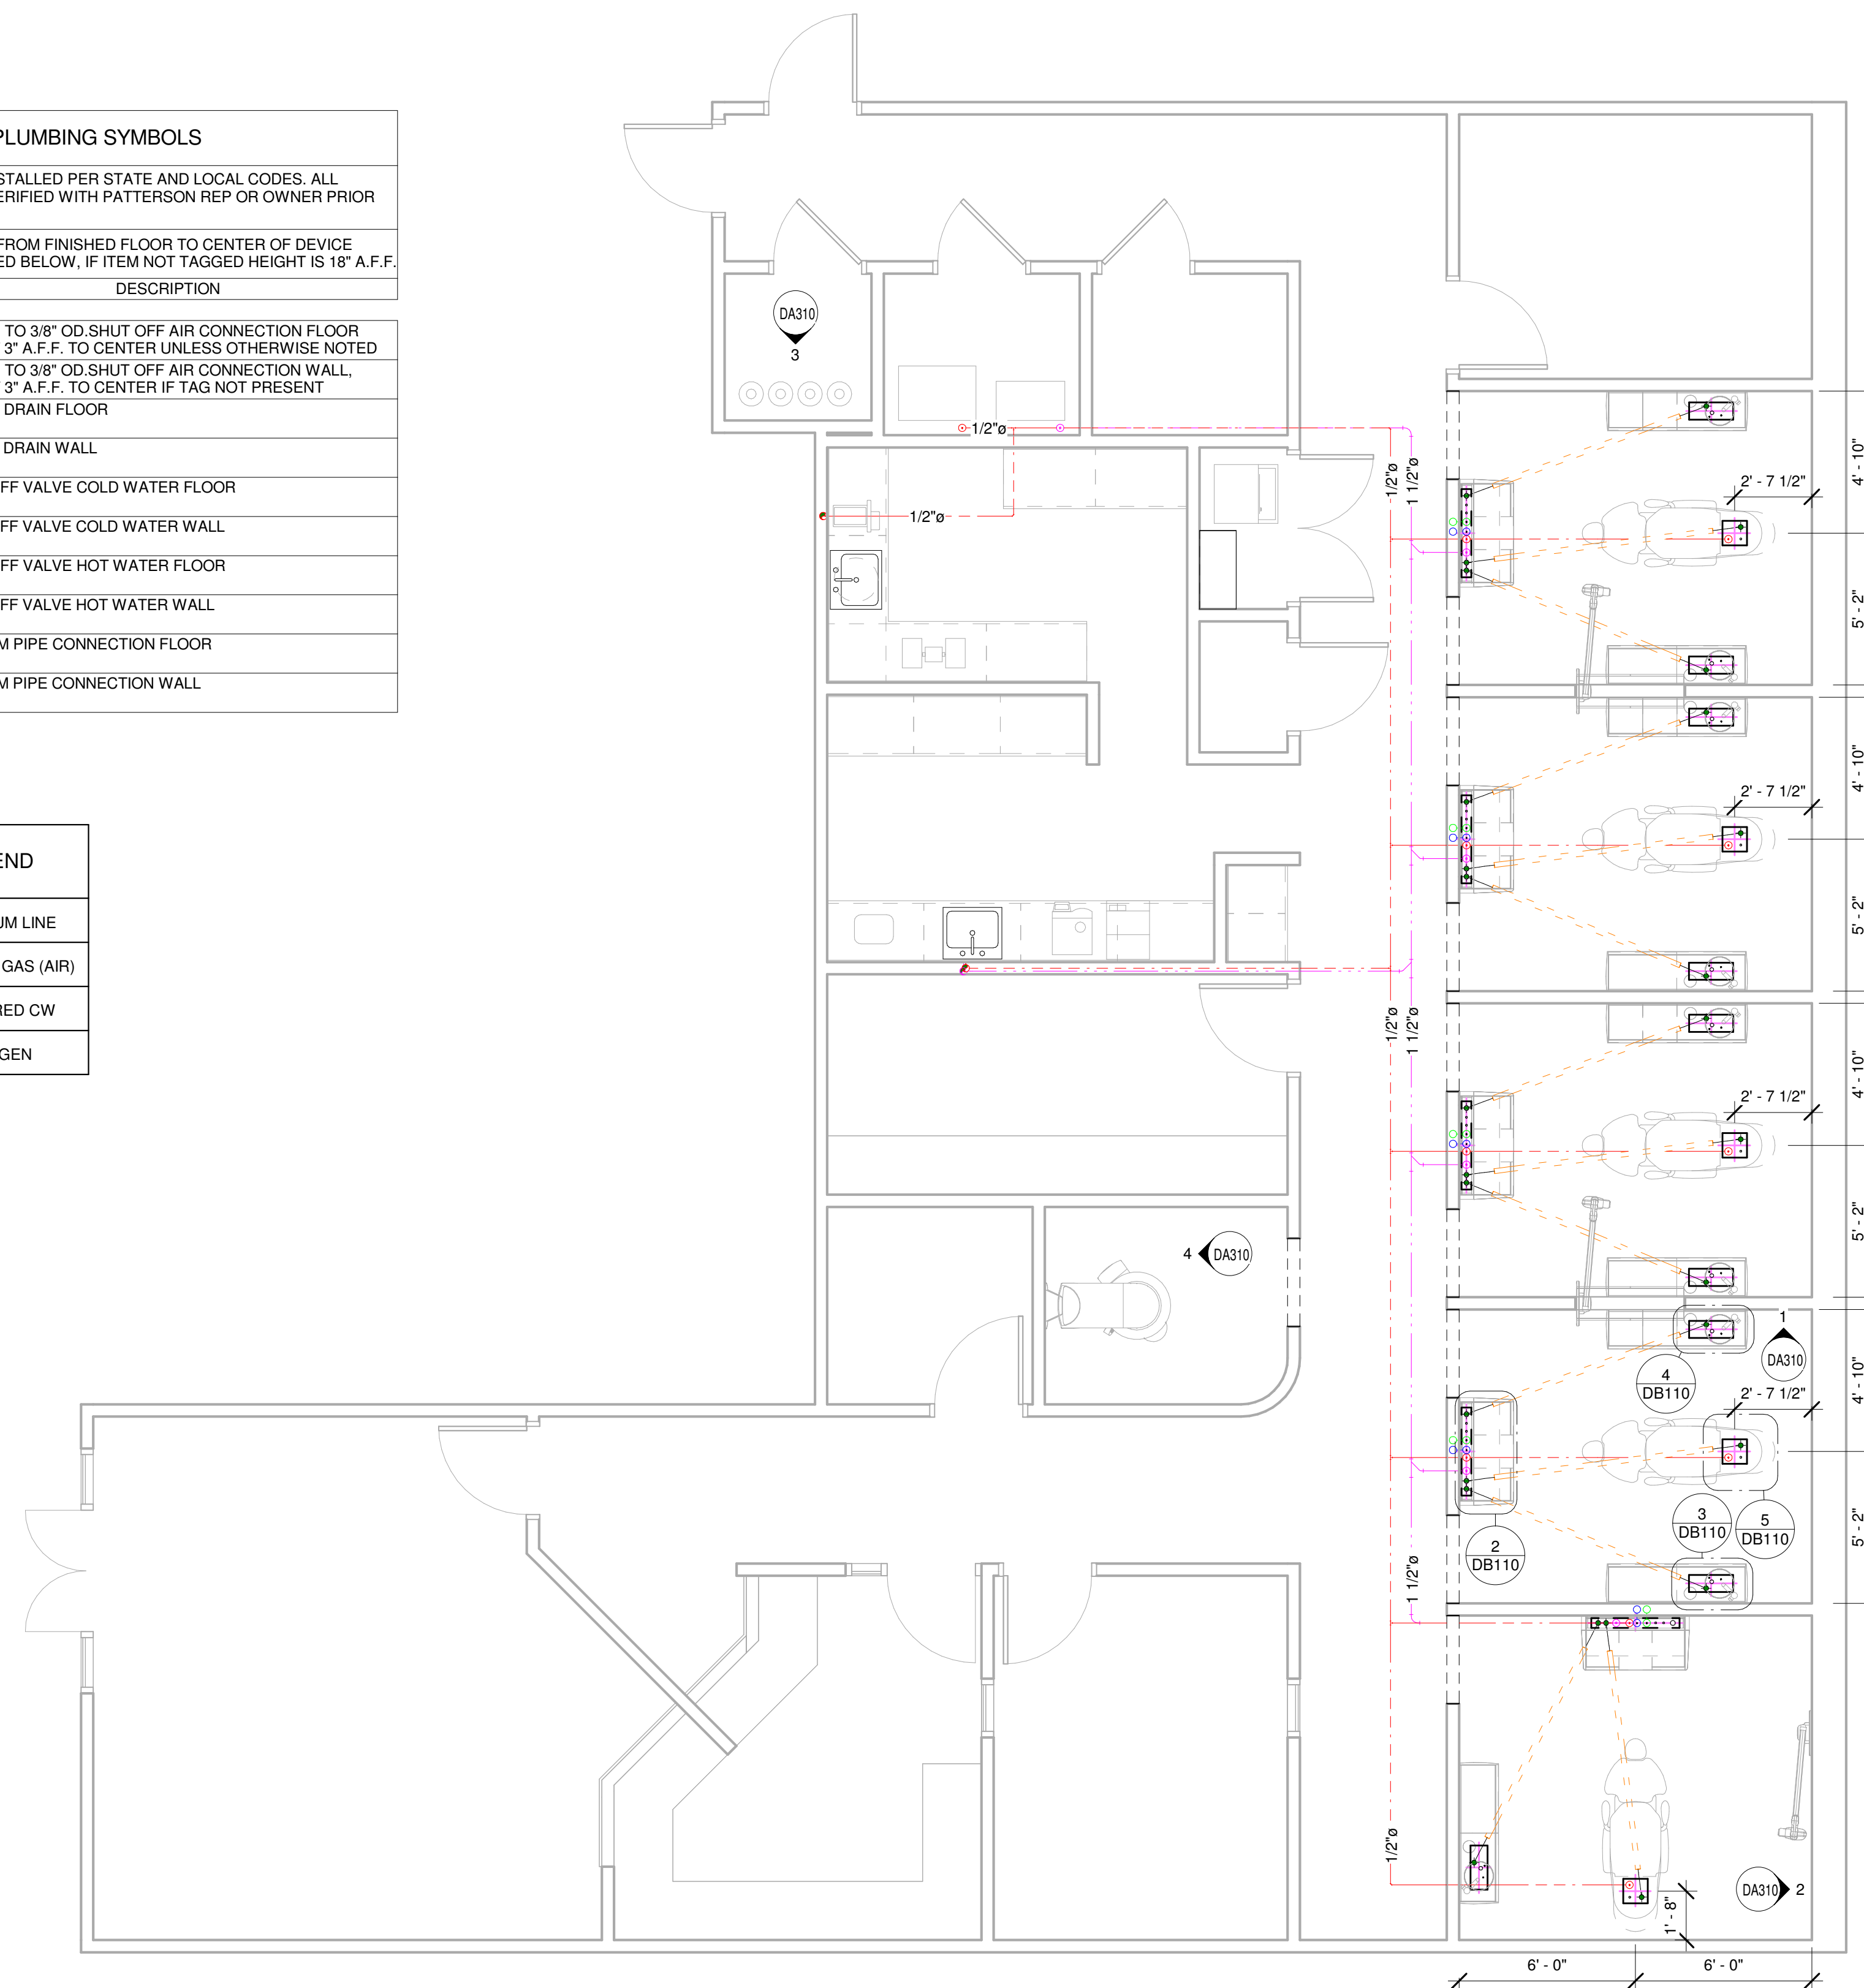 PLUMBING SYMBOLS
STALLED PER STATE AND LOCAL CODES. ALL
ERIFIED WITH PATTERSON REP OR OWNER PRIOR
FROM FINISHED FLOOR TO CENTER OF DEVICE
ED BELOW, IF ITEM NOT TAGGED HEIGHT IS 18" A.F.F.
DESCRIPTION
TO 3/8" OD.SHUT OFF AIR CONNECTION FLOOR
3" A.F.F. TO CENTER UNLESS OTHERWISE NOTED
TO 3/8" OD.SHUT OFF AIR CONNECTION WALL,
3" A.F.F. TO CENTER IF TAG NOT PRESENT
DRAIN FLOOR
DRAIN WALL
FF VALVE COLD WATER FLOOR
FF VALVE COLD WATER WALL
FF VALVE HOT WATER FLOOR
FF VALVE HOT WATER WALL
M PIPE CONNECTION FLOOR
M PIPE CONNECTION WALL
END
UM LINE
GAS (AIR)
RED CW
GEN
DA310
3
1/2"ø
1/2"ø
1/2"ø
1 1/2"ø
2' - 7 1/2"
4' - 10"
5' - 2"
2' - 7 1/2"
4' - 10"
5' - 2"
1/2"ø
1 1/2"ø
2' - 7 1/2"
4' - 10"
5' - 2"
4
DA310
1
DA310
4
DB110
2' - 7 1/2"
4' - 10"
3
DB110
5
DB110
5' - 2"
2
DB110
1 1/2"ø
1/2"ø
DA310
2
1' - 8"
6' - 0"
6' - 0"